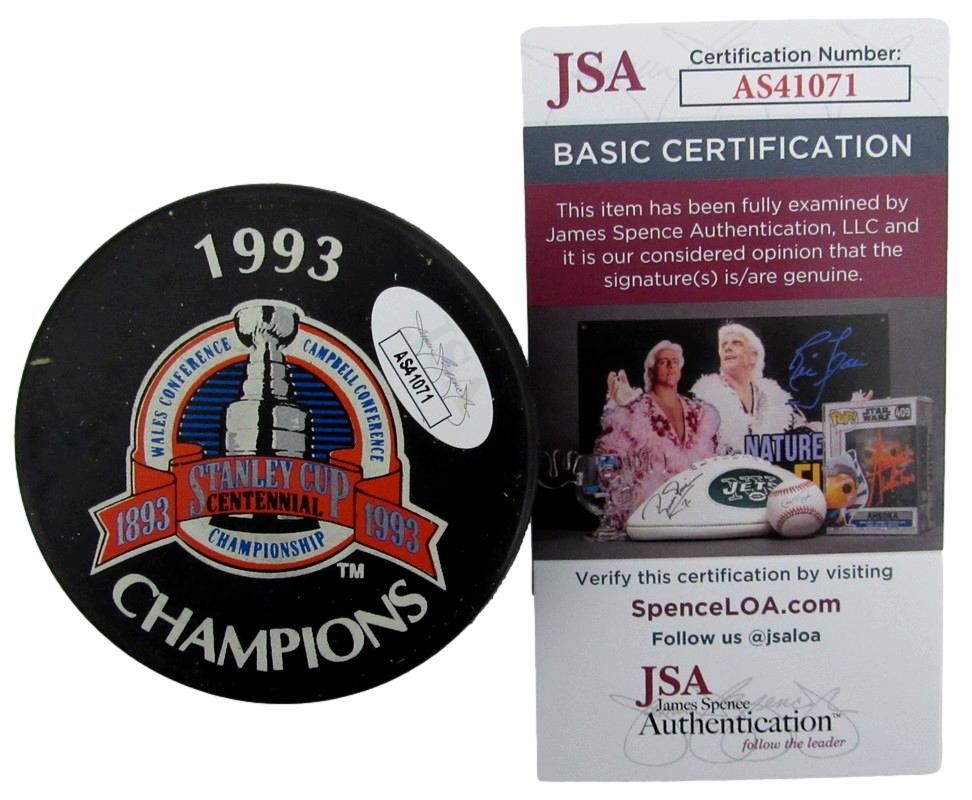 1993
WALES CONFERENCE
CAMPBELL CONFERENCE
STANLEY CUP
CENTENNIAL
1893
1993
CHAMPIONSHIP
TM
CHAMPIONS
AS41071
JSA
Certification Number:
AS41071
BASIC CERTIFICATION
This item has been fully examined by
James Spence Authentication, LLC and
it is our considered opinion that the
signature(s) is/are genuine.
NATURE
JETS
POP!
STAR WARS
409
AHSOKA
Verify this certification by visiting
SpenceLOA.com
Follow us @jsaloa
JSA
James Spence
Authentication™
follow the leader